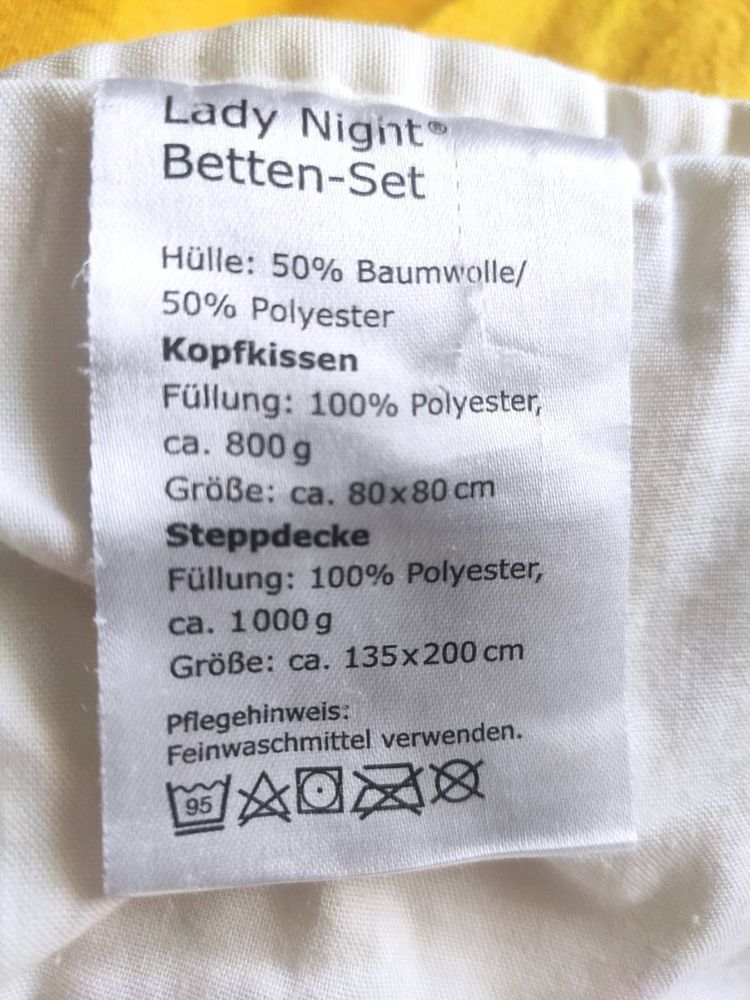 Lady Night®
Betten-Set
Hülle: 50% Baumwolle/
50% Polyester
Kopfkissen
Füllung: 100% Polyester,
ca. 800 g
Größe: ca. 80x80 cm
Steppdecke
Füllung: 100% Polyester,
ca. 1000 g
Größe: ca. 135x200 cm
Pflegehinweis:
Feinwaschmittel verwenden.
95